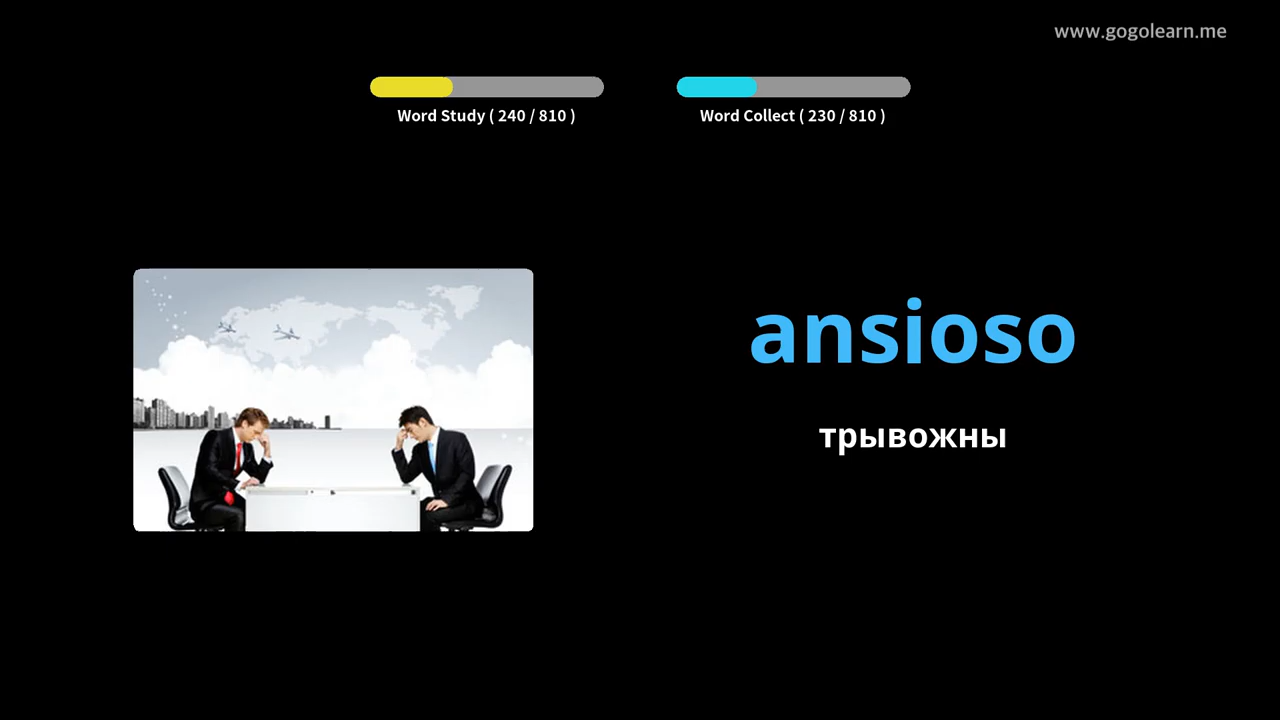 www.gogolearn.me
Word Study ( 240 / 810 )
Word Collect ( 230 / 810 )
ansioso
трывожны